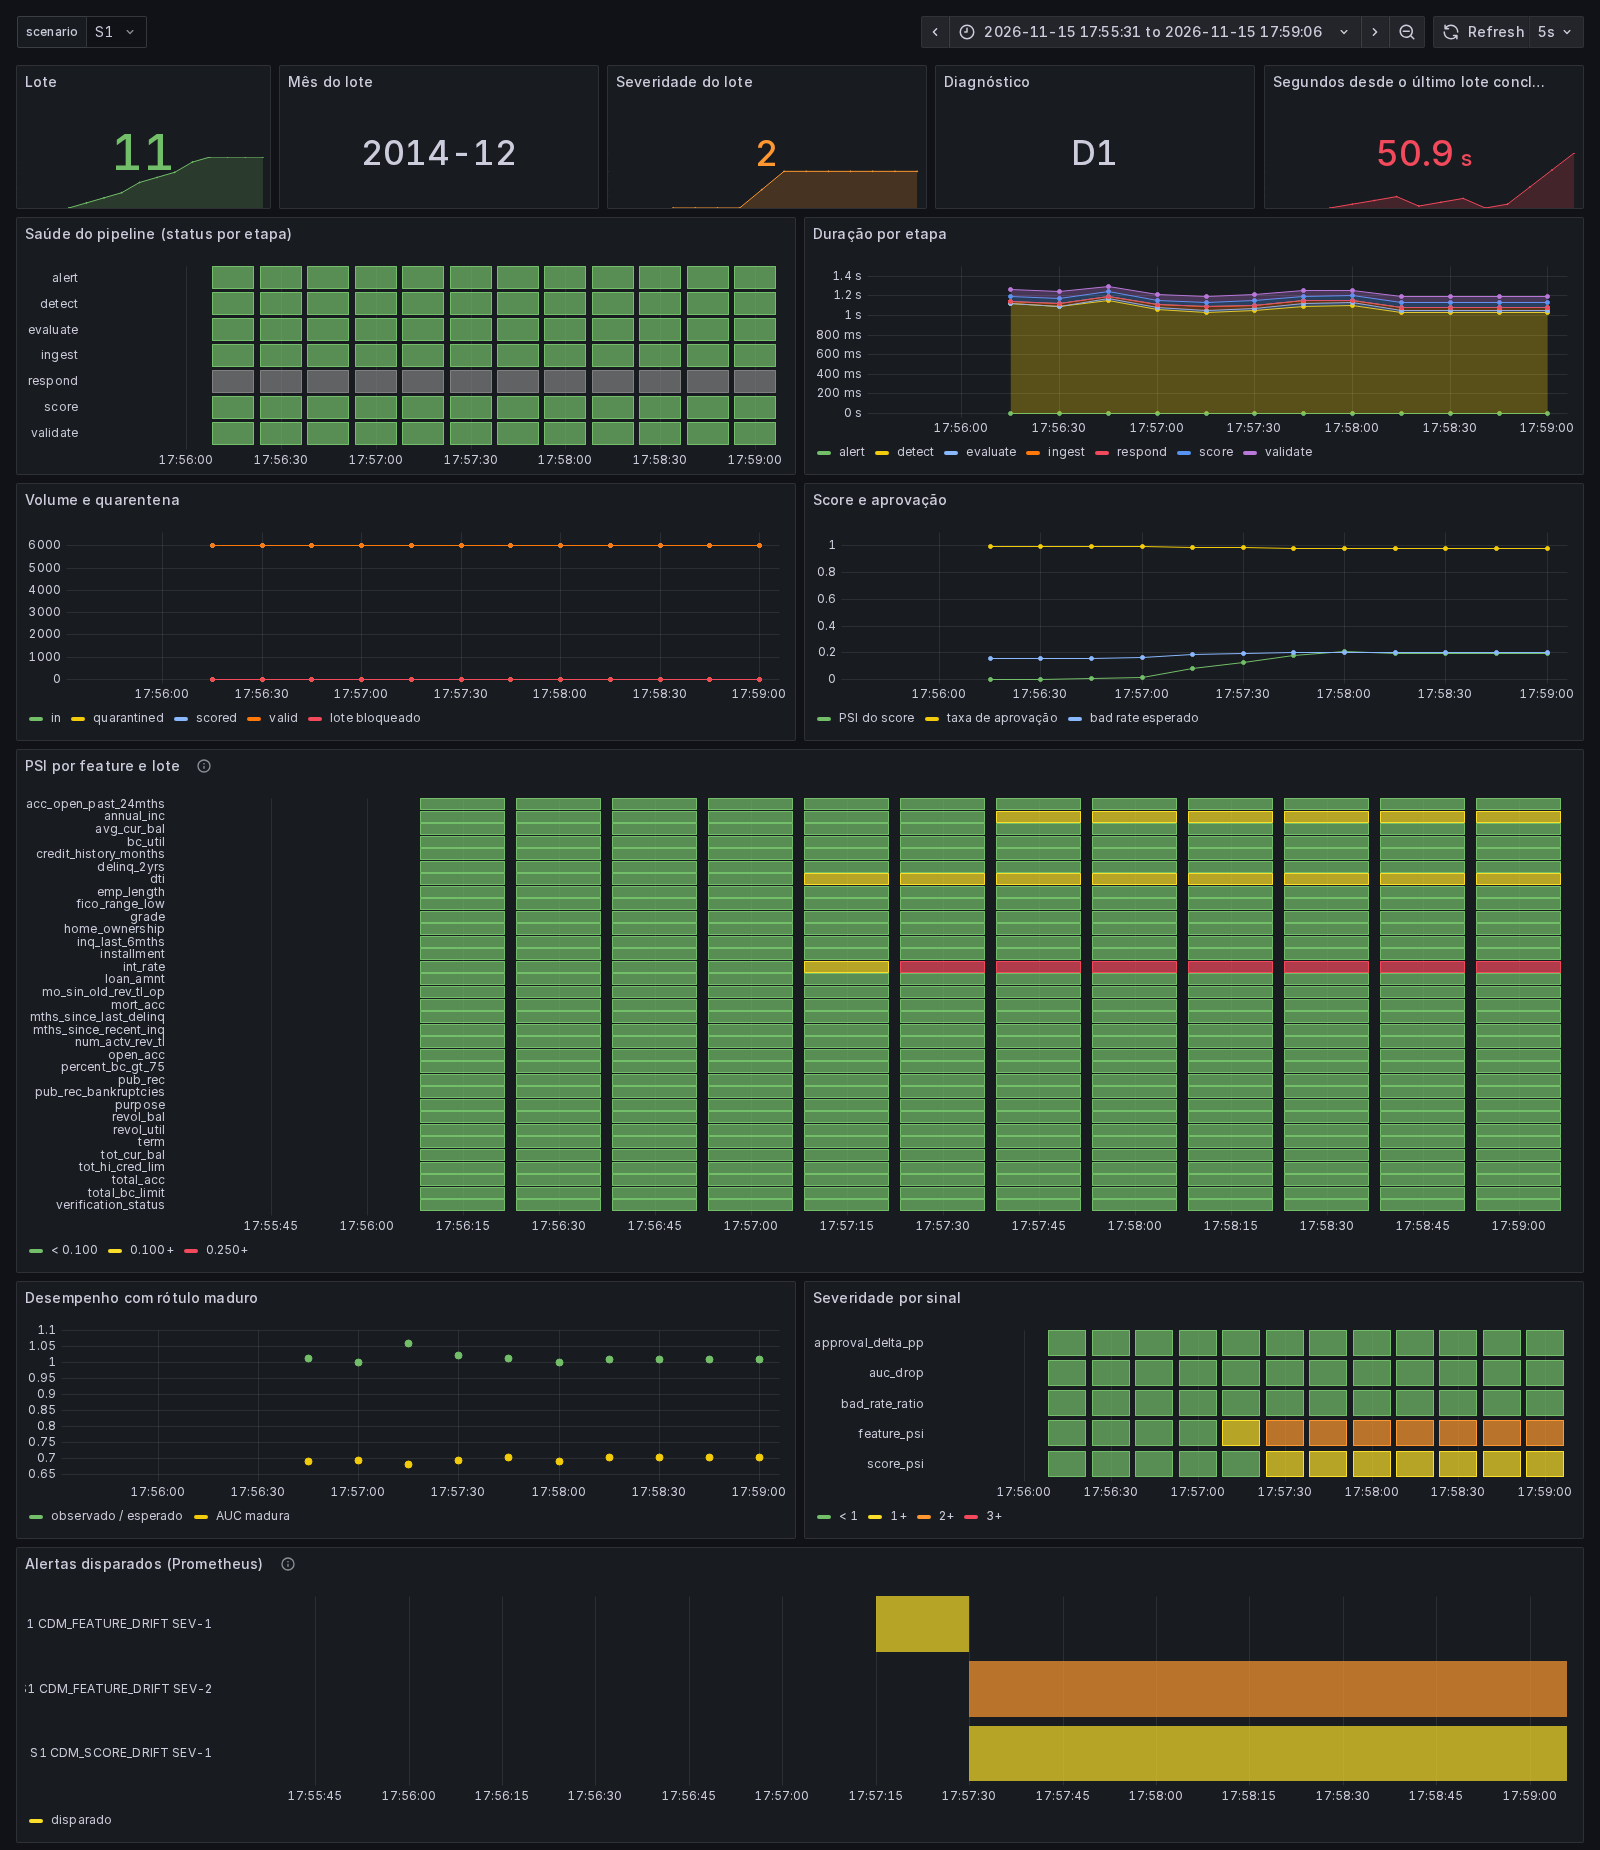 scenario S1 2026-11-15 17:55:31 to 2026-11-15 17:59:06 Refresh 5s
Lote
11
Mês do lote
2014-12
Severidade do lote
2
Diagnóstico
D1
Segundos desde o último lote concl...
50.9 s
Saúde do pipeline (status por etapa)
alert
detect
evaluate
ingest
respond
score
validate
17:56:00 17:56:30 17:57:00 17:57:30 17:58:00 17:58:30 17:59:00
Duração por etapa
1.4 s
1.2 s
1 s
800 ms
600 ms
400 ms
200 ms
0 s
17:56:00 17:56:30 17:57:00 17:57:30 17:58:00 17:58:30 17:59:00
alert detect evaluate ingest respond score validate
Volume e quarentena
6000
5000
4000
3000
2000
1000
0
17:56:00 17:56:30 17:57:00 17:57:30 17:58:00 17:58:30 17:59:00
in quarantined scored valid lote bloqueado
Score e aprovação
1
0.8
0.6
0.4
0.2
0
17:56:00 17:56:30 17:57:00 17:57:30 17:58:00 17:58:30 17:59:00
PSI do score taxa de aprovação bad rate esperado
PSI por feature e lote
acc_open_past_24mths
annual_inc
avg_cur_bal
bc_util
credit_history_months
delinq_2yrs
dti
emp_length
fico_range_low
grade
home_ownership
inq_last_6mths
installment
int_rate
loan_amnt
mo_sin_old_rev_tl_op
mort_acc
mths_since_last_delinq
mths_since_recent_inq
num_actv_rev_tl
open_acc
percent_bc_gt_75
pub_rec
pub_rec_bankruptcies
purpose
revol_bal
revol_util
term
tot_cur_bal
tot_hi_cred_lim
total_acc
total_bc_limit
verification_status
17:55:45 17:56:00 17:56:15 17:56:30 17:56:45 17:57:00 17:57:15 17:57:30 17:57:45 17:58:00 17:58:15 17:58:30 17:58:45 17:59:00
< 0.100 0.100+ 0.250+
Desempenho com rótulo maduro
1.1
1.05
1
0.95
0.9
0.85
0.8
0.75
0.7
0.65
17:56:00 17:56:30 17:57:00 17:57:30 17:58:00 17:58:30 17:59:00
observado / esperado AUC madura
Severidade por sinal
approval_delta_pp
auc_drop
bad_rate_ratio
feature_psi
score_psi
17:56:00 17:56:30 17:57:00 17:57:30 17:58:00 17:58:30 17:59:00
< 1 1+ 2+ 3+
Alertas disparados (Prometheus)
1 CDM_FEATURE_DRIFT SEV-1
1 CDM_FEATURE_DRIFT SEV-2
S1 CDM_SCORE_DRIFT SEV-1
17:55:45 17:56:00 17:56:15 17:56:30 17:56:45 17:57:00 17:57:15 17:57:30 17:57:45 17:58:00 17:58:15 17:58:30 17:58:45 17:59:00
disparado